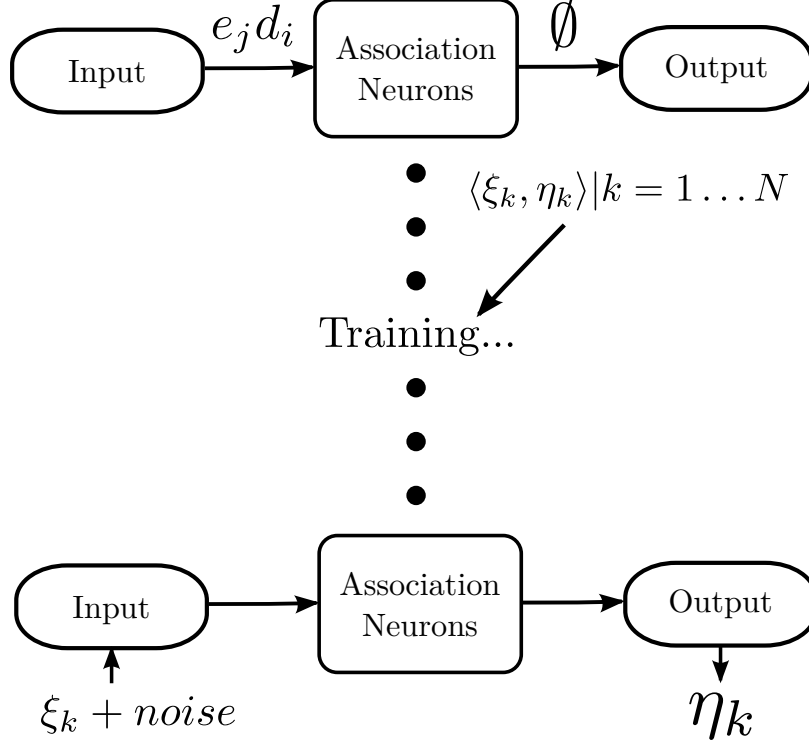 e_j d_i
∅
Input
Association
Neurons
Output
⟨ξ_k, η_k⟩|k = 1 … N
Training...
Input
Association
Neurons
Output
ξ_k + noise
η_k